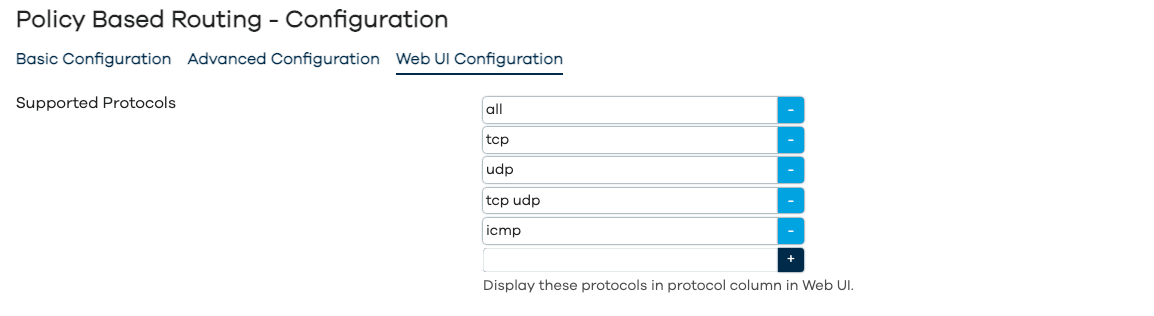 Policy Based Routing - Configuration
Basic Configuration Advanced Configuration Web UI Configuration
Supported Protocols
all -
tcp -
udp -
tcp udp -
icmp -
+
Display these protocols in protocol column in Web UI.